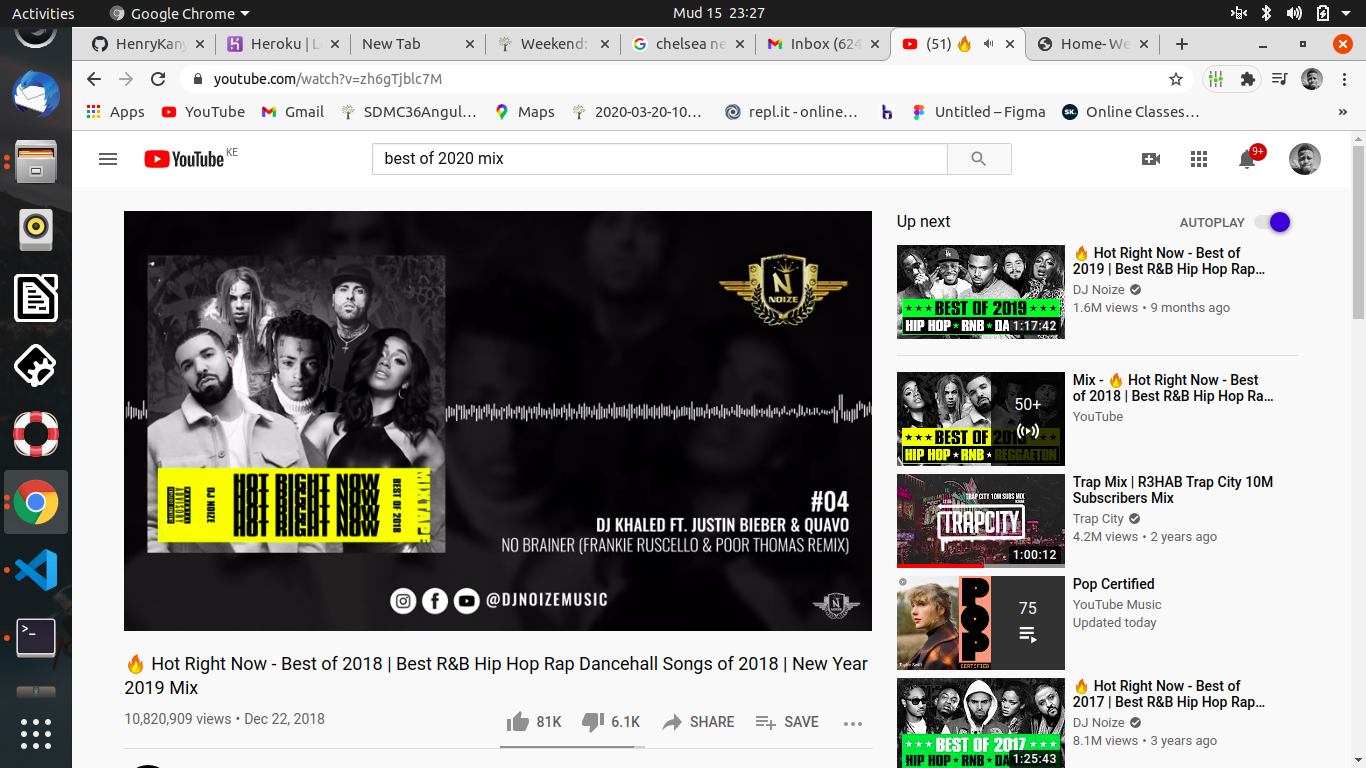 Activities
Google Chrome
Mud 15 23:27
HenryKany
Heroku | Lo
New Tab
Weekend:
chelsea ne
Inbox (624
(51) 🔥
Home- We
youtube.com/watch?v=zh6gTjblc7M
Apps
YouTube
Gmail
SDMC36Angul...
Maps
2020-03-20-10...
repl.it - online...
Untitled – Figma
SK.
Online Classes...
»
YouTube KE
best of 2020 mix
9+
NOIZE
DJ NOIZE
HOT RIGHT NOW
HOT RIGHT NOW
HOT RIGHT NOW
HOT RIGHT NOW
BEST OF 2018
MIXTAPE
#04
DJ KHALED FT. JUSTIN BIEBER & QUAVO
NO BRAINER (FRANKIE RUSCELLO & POOR THOMAS REMIX)
@DJNOIZEMUSIC
🔥 Hot Right Now - Best of 2018 | Best R&B Hip Hop Rap Dancehall Songs of 2018 | New Year
2019 Mix
10,820,909 views • Dec 22, 2018
81K
6.1K
SHARE
SAVE
Up next
AUTOPLAY
BEST OF 2019
HIP HOP ★ RNB ★ DA
1:17:42
🔥 Hot Right Now - Best of
2019 | Best R&B Hip Hop Rap...
DJ Noize
1.6M views • 9 months ago
BEST OF 2018
HIP HOP ★ RNB ★ REGGAETON
50+
Mix - 🔥 Hot Right Now - Best
of 2018 | Best R&B Hip Hop Ra...
YouTube
TRAP CITY 10M SUBS MIX
TRAPCITY
1:00:12
Trap Mix | R3HAB Trap City 10M
Subscribers Mix
Trap City
4.2M views • 2 years ago
POP
CERTIFIED
Taylor Swift
75
Pop Certified
YouTube Music
Updated today
BEST OF 2017
HIP HOP ★ RNB ★ DA
1:25:43
🔥 Hot Right Now - Best of
2017 | Best R&B Hip Hop Rap...
DJ Noize
8.1M views • 3 years ago